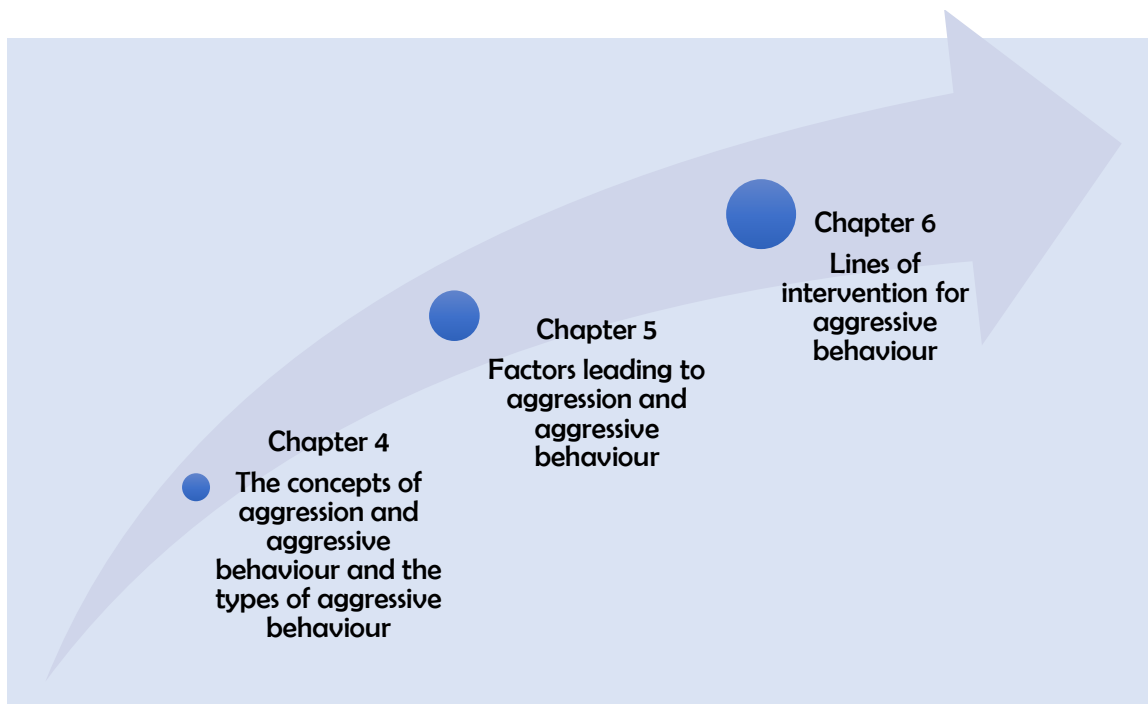 Chapter 4
The concepts of
aggression and
aggressive
behaviour and the
types of aggressive
behaviour
Chapter 5
Factors leading to
aggression and
aggressive
behaviour
Chapter 6
Lines of
intervention for
aggressive
behaviour